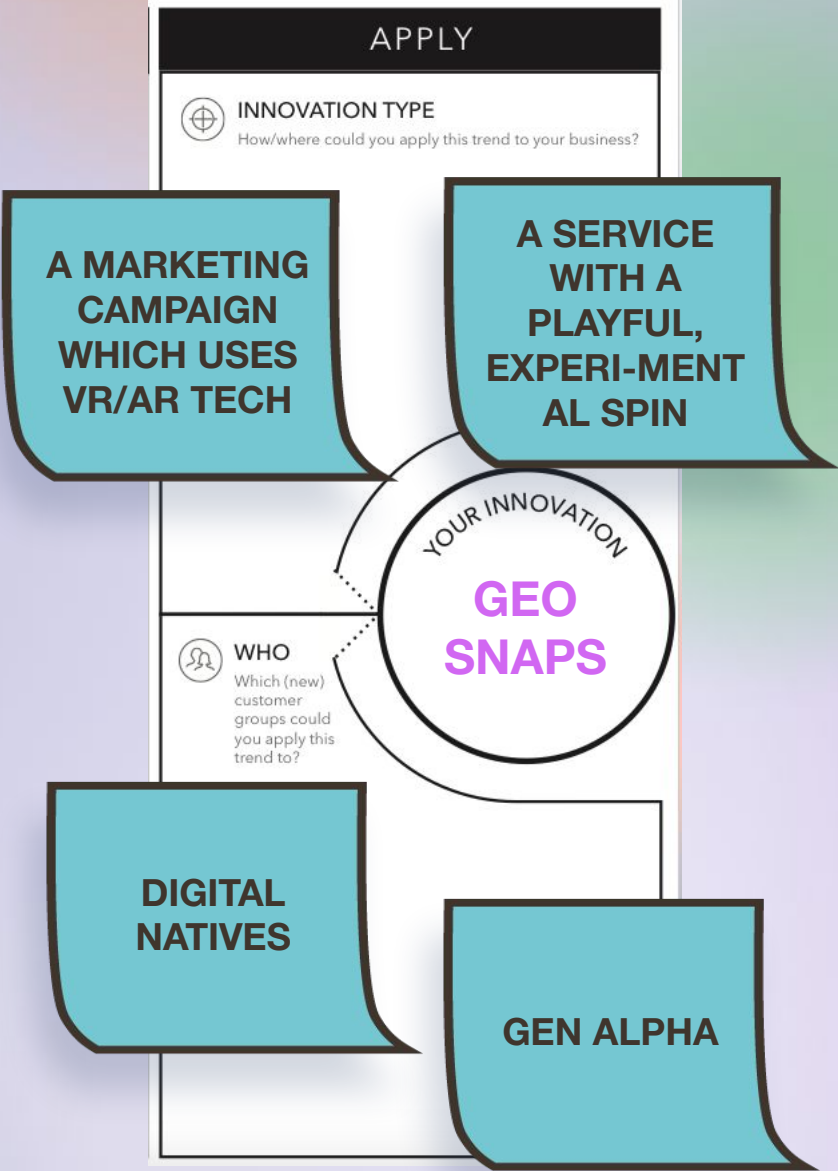 APPLY
INNOVATION TYPE
How/where could you apply this trend to your business?
A MARKETING
CAMPAIGN
WHICH USES
VR/AR TECH
A SERVICE
WITH A
PLAYFUL,
EXPERI-MENT
AL SPIN
YOUR INNOVATION
GEO
SNAPS
WHO
Which (new)
customer
groups could
you apply this
trend to?
DIGITAL
NATIVES
GEN ALPHA